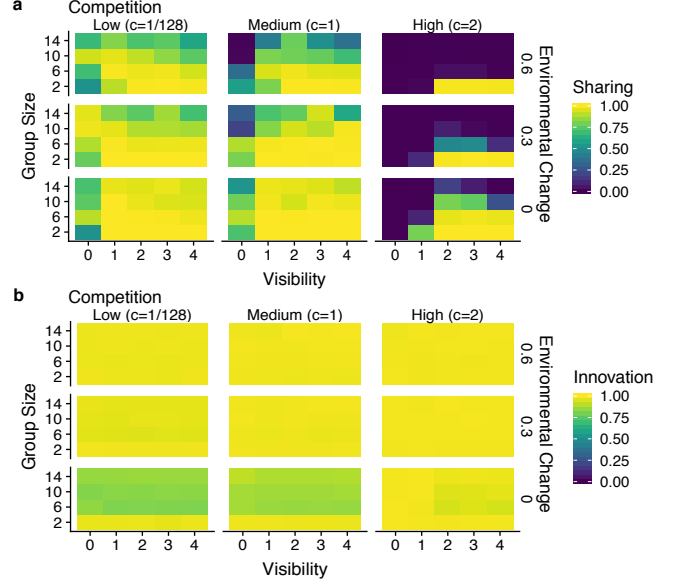 a
Competition
Low (c=1/128) Medium (c=1) High (c=2)
Group Size
14
10
6
2
0.6
14
10
6
2
0.3
14
10
6
2
0
Environmental Change
0 1 2 3 4 0 1 2 3 4 0 1 2 3 4
Visibility
Sharing
1.00
0.75
0.50
0.25
0.00
b
Competition
Low (c=1/128) Medium (c=1) High (c=2)
Group Size
14
10
6
2
0.6
14
10
6
2
0.3
14
10
6
2
0
Environmental Change
0 1 2 3 4 0 1 2 3 4 0 1 2 3 4
Visibility
Innovation
1.00
0.75
0.50
0.25
0.00